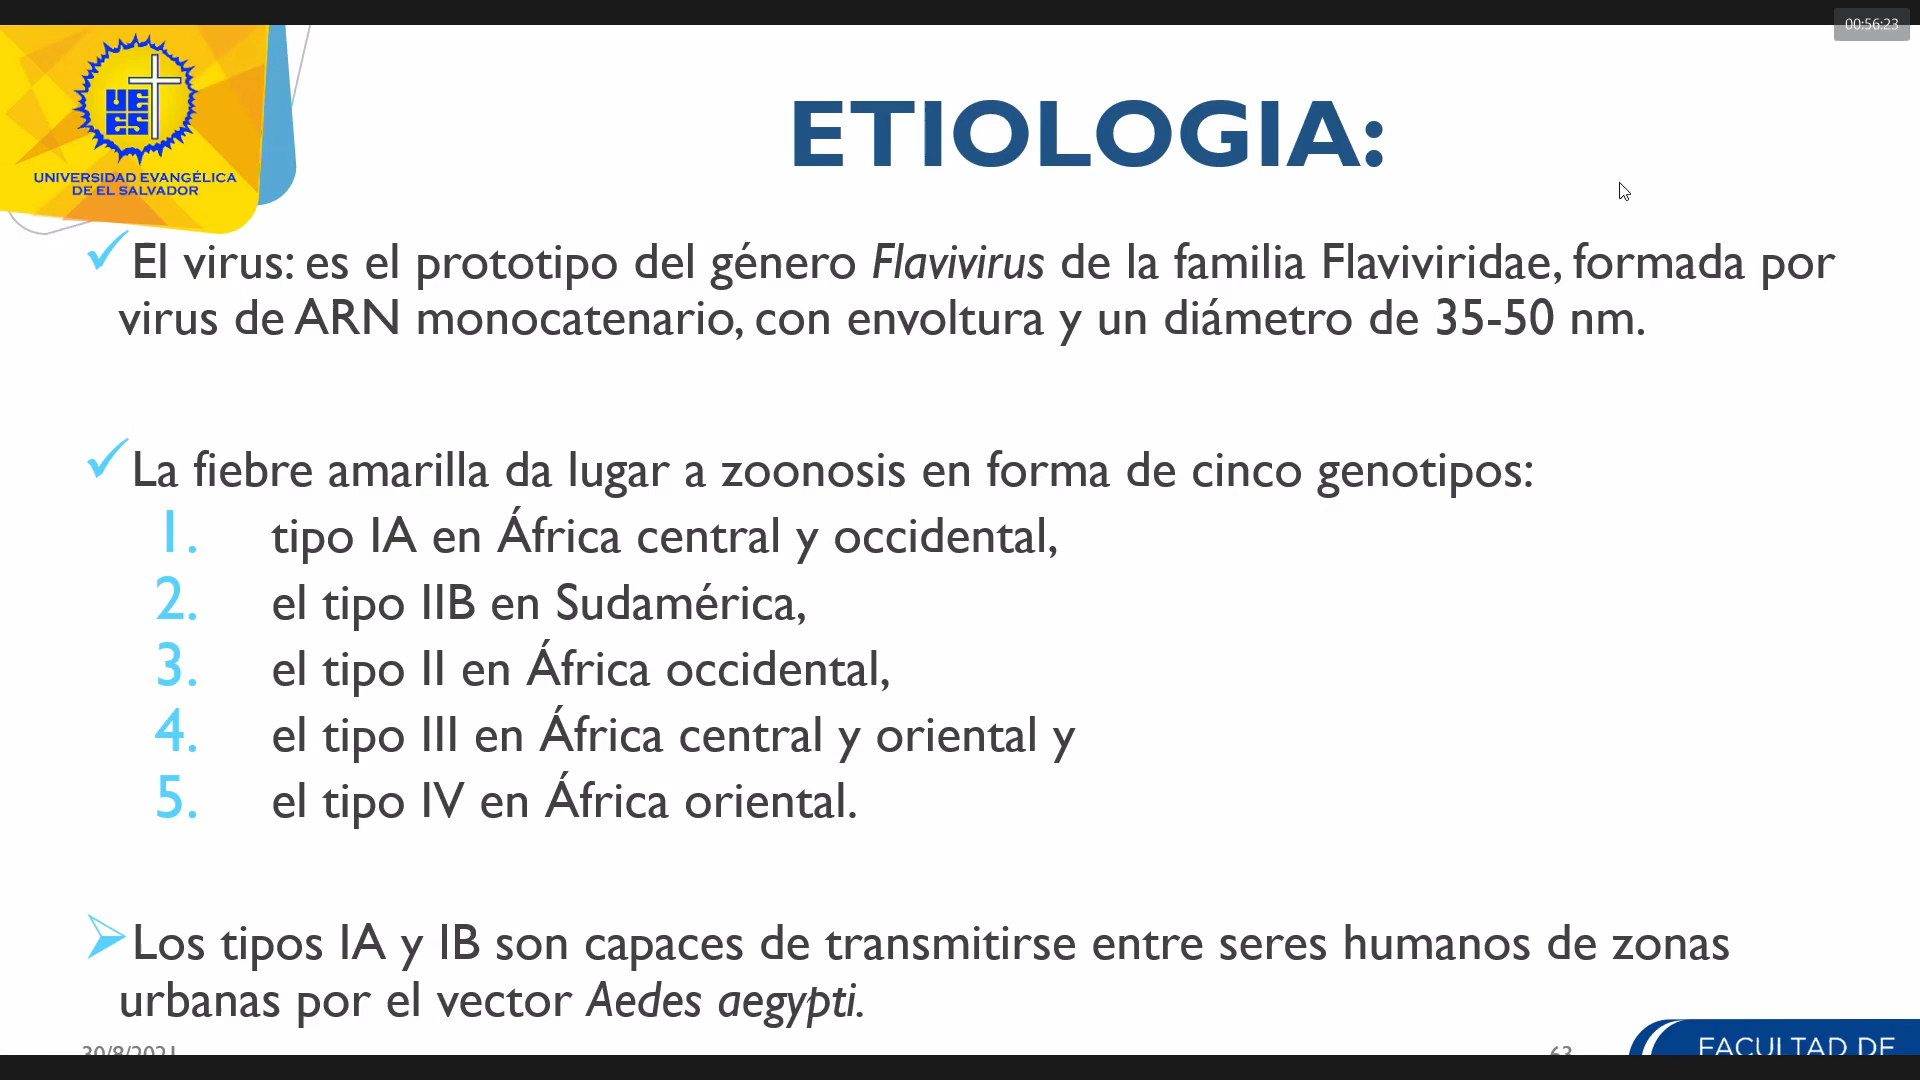 00:56:23
UE
ES
UNIVERSIDAD EVANGÉLICA
DE EL SALVADOR
ETIOLOGIA:
El virus: es el prototipo del género Flavivirus de la familia Flaviviridae, formada por
virus de ARN monocatenario, con envoltura y un diámetro de 35-50 nm.
La fiebre amarilla da lugar a zoonosis en forma de cinco genotipos:
1. tipo IA en África central y occidental,
2. el tipo IIB en Sudamérica,
3. el tipo II en África occidental,
4. el tipo III en África central y oriental y
5. el tipo IV en África oriental.
Los tipos IA y IB son capaces de transmitirse entre seres humanos de zonas
urbanas por el vector Aedes aegypti.
30/8/2021
63
FACULTAD DE